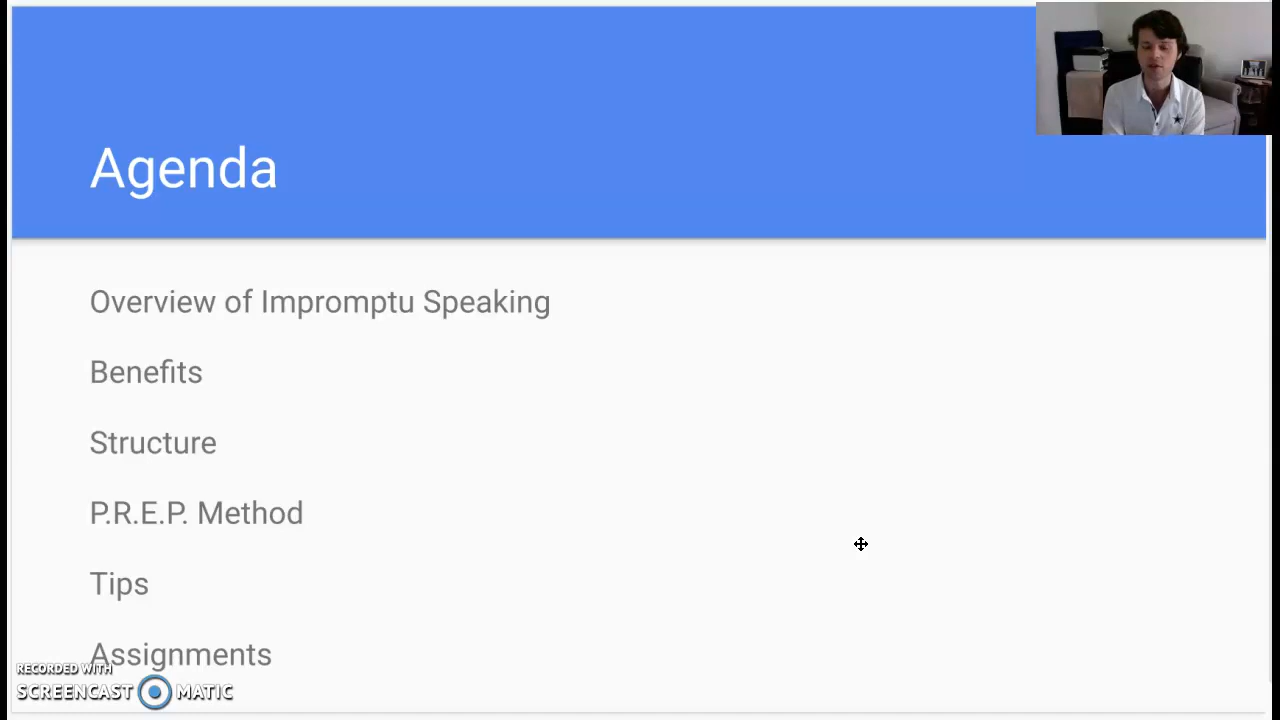 Agenda
Overview of Impromptu Speaking
Benefits
Structure
P.R.E.P. Method
Tips
Assignments
RECORDED WITH
SCREENCAST MATIC